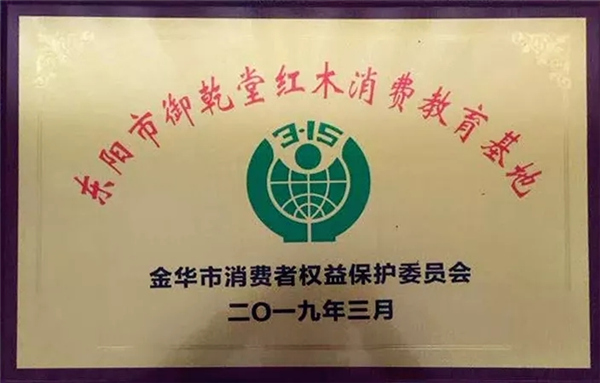 东阳市御乾堂红木消费教育基地
3·15
金华市消费者权益保护委员会
二〇一九年三月